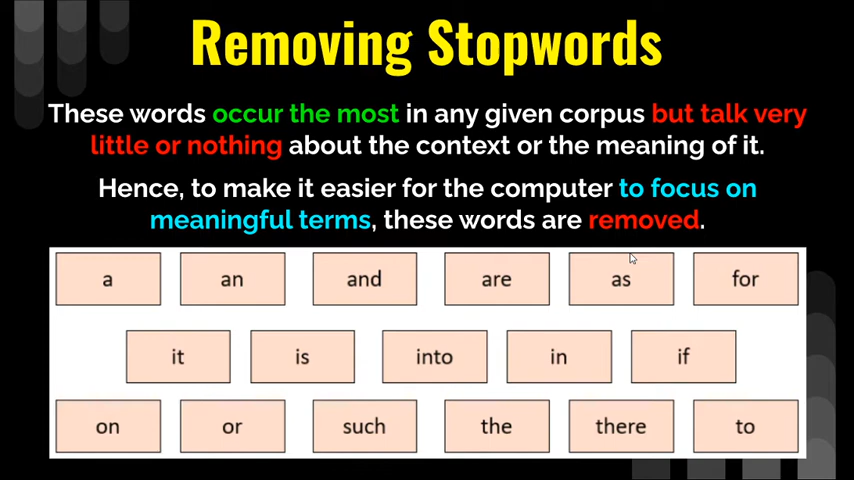 Removing Stopwords
These words occur the most in any given corpus but talk very
little or nothing about the context or the meaning of it.
Hence, to make it easier for the computer to focus on
meaningful terms, these words are removed.
a an and are as for
it is into in if
on or such the there to